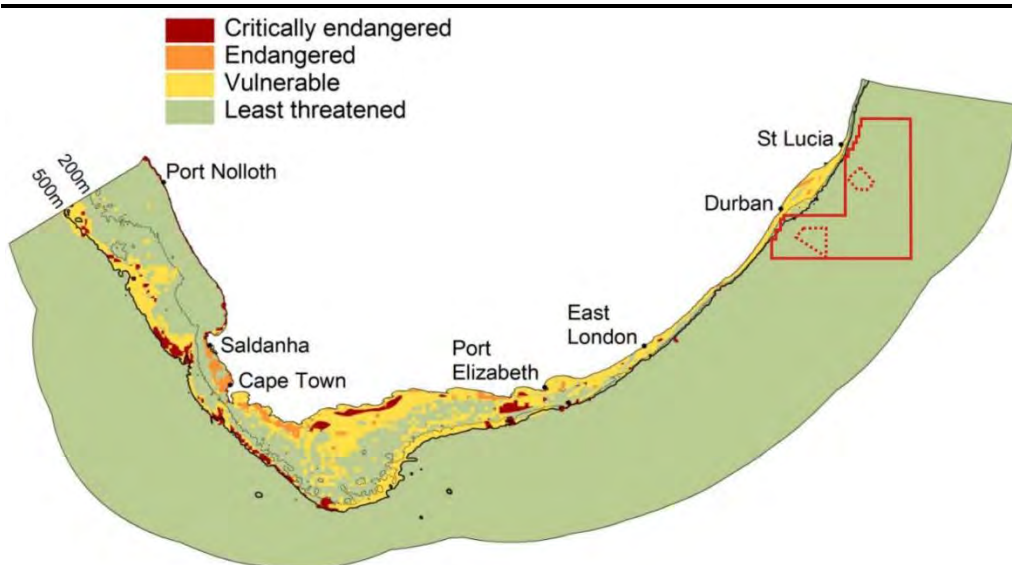 Critically endangered
Endangered
Vulnerable
Least threatened
St Lucia
Port Nolloth
200m
500m
Durban
East
London
Saldanha
Port
Elizabeth
Cape Town